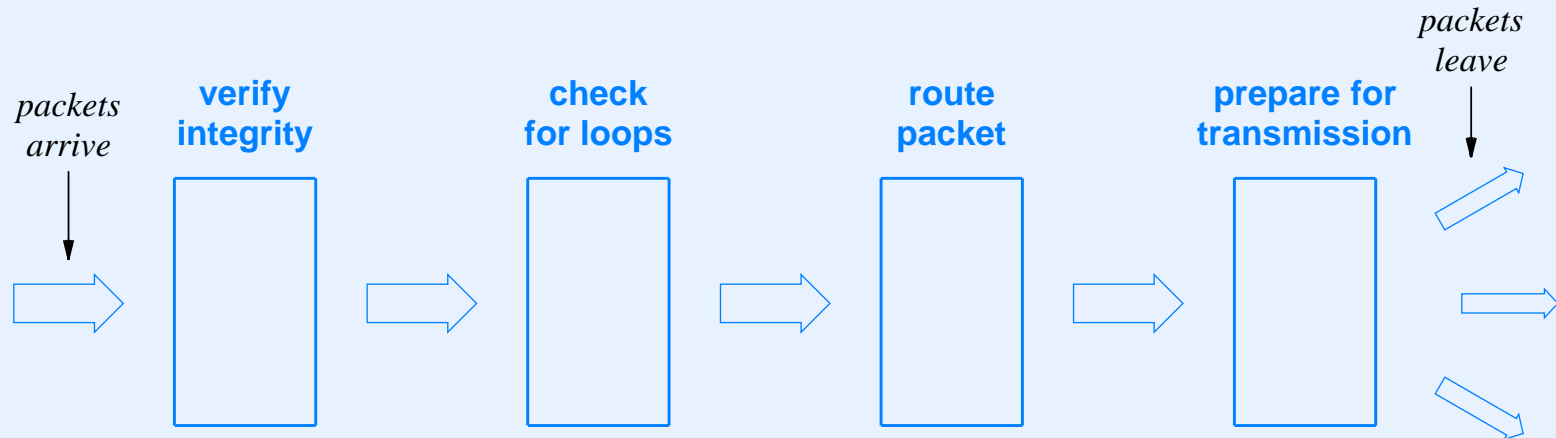 packets
arrive
verify
integrity
check
for loops
route
packet
prepare for
transmission
packets
leave